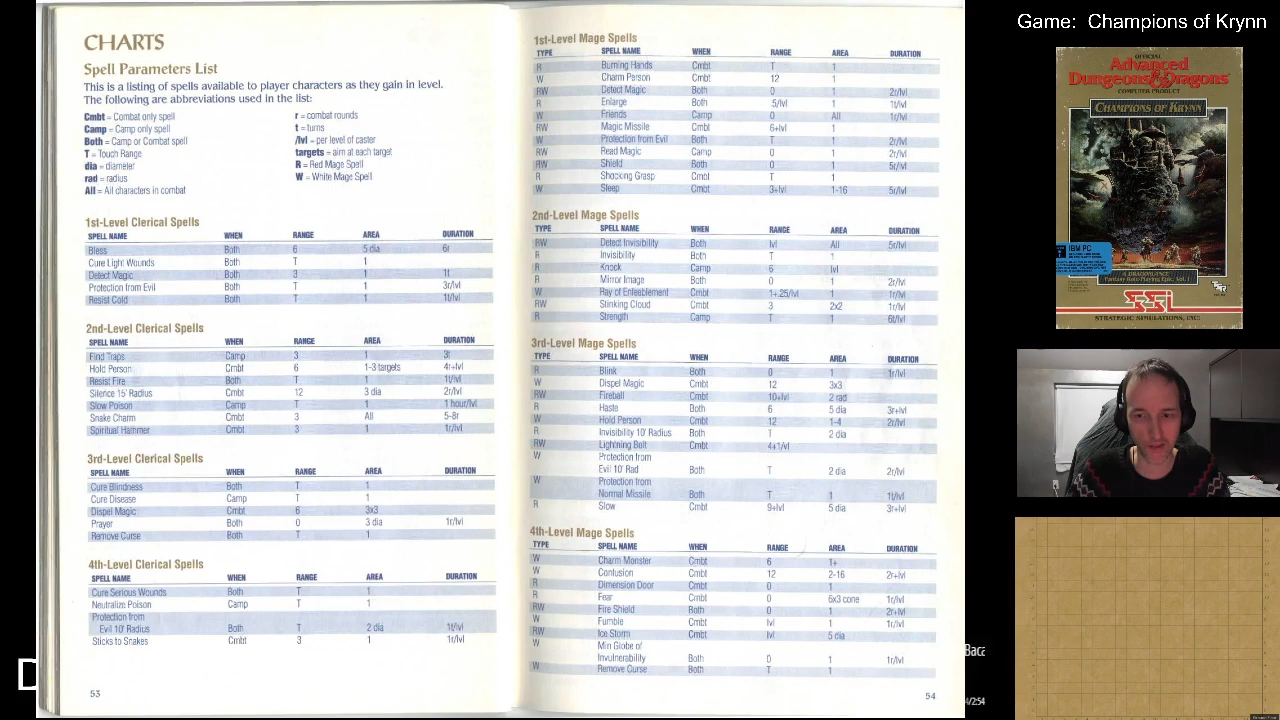 CHARTS
Spell Parameters List
This is a listing of spells available to player characters as they gain in level.
The following are abbreviations used in the list:
Cmbt = Combat only spell
Camp = Camp only spell
Both = Camp or Combat spell
T = Touch Range
dia = diameter
rad = radius
All = All characters in combat
r = combat rounds
t = turns
/lvl = per level of caster
targets = aim at each target
R = Red Mage Spell
W = White Mage Spell
1st-Level Clerical Spells
SPELL NAME WHEN RANGE AREA DURATION
Bless Both 6 5 dia 6r
Cure Light Wounds Both T 1
Detect Magic Both 3 1 1t
Protection from Evil Both T 1 3r/lvl
Resist Cold Both T 1 1t/lvl
2nd-Level Clerical Spells
SPELL NAME WHEN RANGE AREA DURATION
Find Traps Camp 3 1 3t
Hold Person Cmbt 6 1-3 targets 4r+lvl
Resist Fire Both T 1 1t/lvl
Silence 15' Radius Cmbt 12 3 dia 2r/lvl
Slow Poison Camp T 1 1 hour/lvl
Snake Charm Cmbt 3 All 5-8r
Spiritual Hammer Cmbt 3 1 1r/lvl
3rd-Level Clerical Spells
SPELL NAME WHEN RANGE AREA DURATION
Cure Blindness Both T 1
Cure Disease Camp T 1
Dispel Magic Cmbt 6 3x3
Prayer Both 0 3 dia 1r/lvl
Remove Curse Both T 1
4th-Level Clerical Spells
SPELL NAME WHEN RANGE AREA DURATION
Cure Serious Wounds Both T 1
Neutralize Poison Camp T 1
Protection from
Evil 10' Radius Both T 2 dia 1t/lvl
Sticks to Snakes Cmbt 3 1 1r/lvl
53
1st-Level Mage Spells
TYPE SPELL NAME WHEN RANGE AREA DURATION
R Burning Hands Cmbt T 1
W Charm Person Cmbt 12 1
RW Detect Magic Both 0 1 2r/lvl
R Enlarge Both .5/lvl 1 1t/lvl
W Friends Camp 0 All 1r/lvl
RW Magic Missile Cmbt 6+lvl 1
W Protection from Evil Both T 1 2r/lvl
RW Read Magic Camp 0 1 2r/lvl
RW Shield Both 0 1 5r/lvl
R Shocking Grasp Cmbt T 1
W Sleep Cmbt 3+lvl 1-16 5r/lvl
2nd-Level Mage Spells
TYPE SPELL NAME WHEN RANGE AREA DURATION
RW Detect Invisibility Both lvl All 5r/lvl
R Invisibility Both T 1
R Knock Camp 6 lvl
R Mirror Image Both 0 1 2r/lvl
W Ray of Enfeeblement Cmbt 1+.25/lvl 1 1r/lvl
RW Stinking Cloud Cmbt 3 2x2 1r/lvl
R Strength Camp T 1 6t/lvl
3rd-Level Mage Spells
TYPE SPELL NAME WHEN RANGE AREA DURATION
R Blink Both 0 1 1r/lvl
W Dispel Magic Cmbt 12 3x3
RW Fireball Cmbt 10+lvl 2 rad
R Haste Both 6 5 dia 3r+lvl
W Hold Person Cmbt 12 1-4 2r/lvl
R Invisibility 10' Radius Both T 2 dia
RW Lightning Bolt Cmbt 4+1/vl
W Protection from
Evil 10' Rad Both T 2 dia 2r/lvl
W Protection from
Normal Missile Both T 1 1t/lvl
R Slow Cmbt 9+lvl 5 dia 3r+lvl
4th-Level Mage Spells
TYPE SPELL NAME WHEN RANGE AREA DURATION
W Charm Monster Cmbt 6 1+
W Confusion Cmbt 12 2-16 2r+lvl
R Dimension Door Cmbt 0 1
R Fear Cmbt 0 6x3 cone 1r/lvl
RW Fire Shield Both 0 1 2r+lvl
W Fumble Cmbt lvl 1 1r/lvl
RW Ice Storm Cmbt lvl 5 dia
W Min Globe of
Invulnerability Both 0 1 1r/lvl
W Remove Curse Both T 1
54
Game: Champions of Krynn
OFFICIAL
Advanced
Dungeons & Dragons
COMPUTER PRODUCT
CHAMPIONS OF KRYNN
IBM PC
A DRAGONLANCE
Fantasy Role-Playing Epic, Vol. I
SSI
STRATEGIC SIMULATIONS, INC.
D
Baca
4/2:54